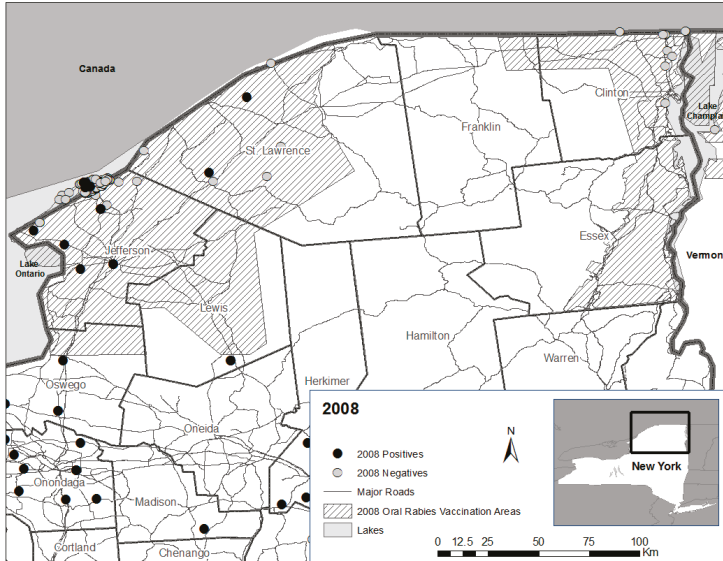 Canada
Clinton
Lake
Champla
Franklin
St. Lawrence
Essex
Vermont
Jefferson
Lake
Ontario
Lewis
Hamilton
Warren
Oswego
Herkimer
Oneida
Onondaga
Madison
Cortland
Chenango
2008
N
2008 Positives
2008 Negatives
Major Roads
2008 Oral Rabies Vaccination Areas
Lakes
New York
0 12.5 25 50 75 100
Km